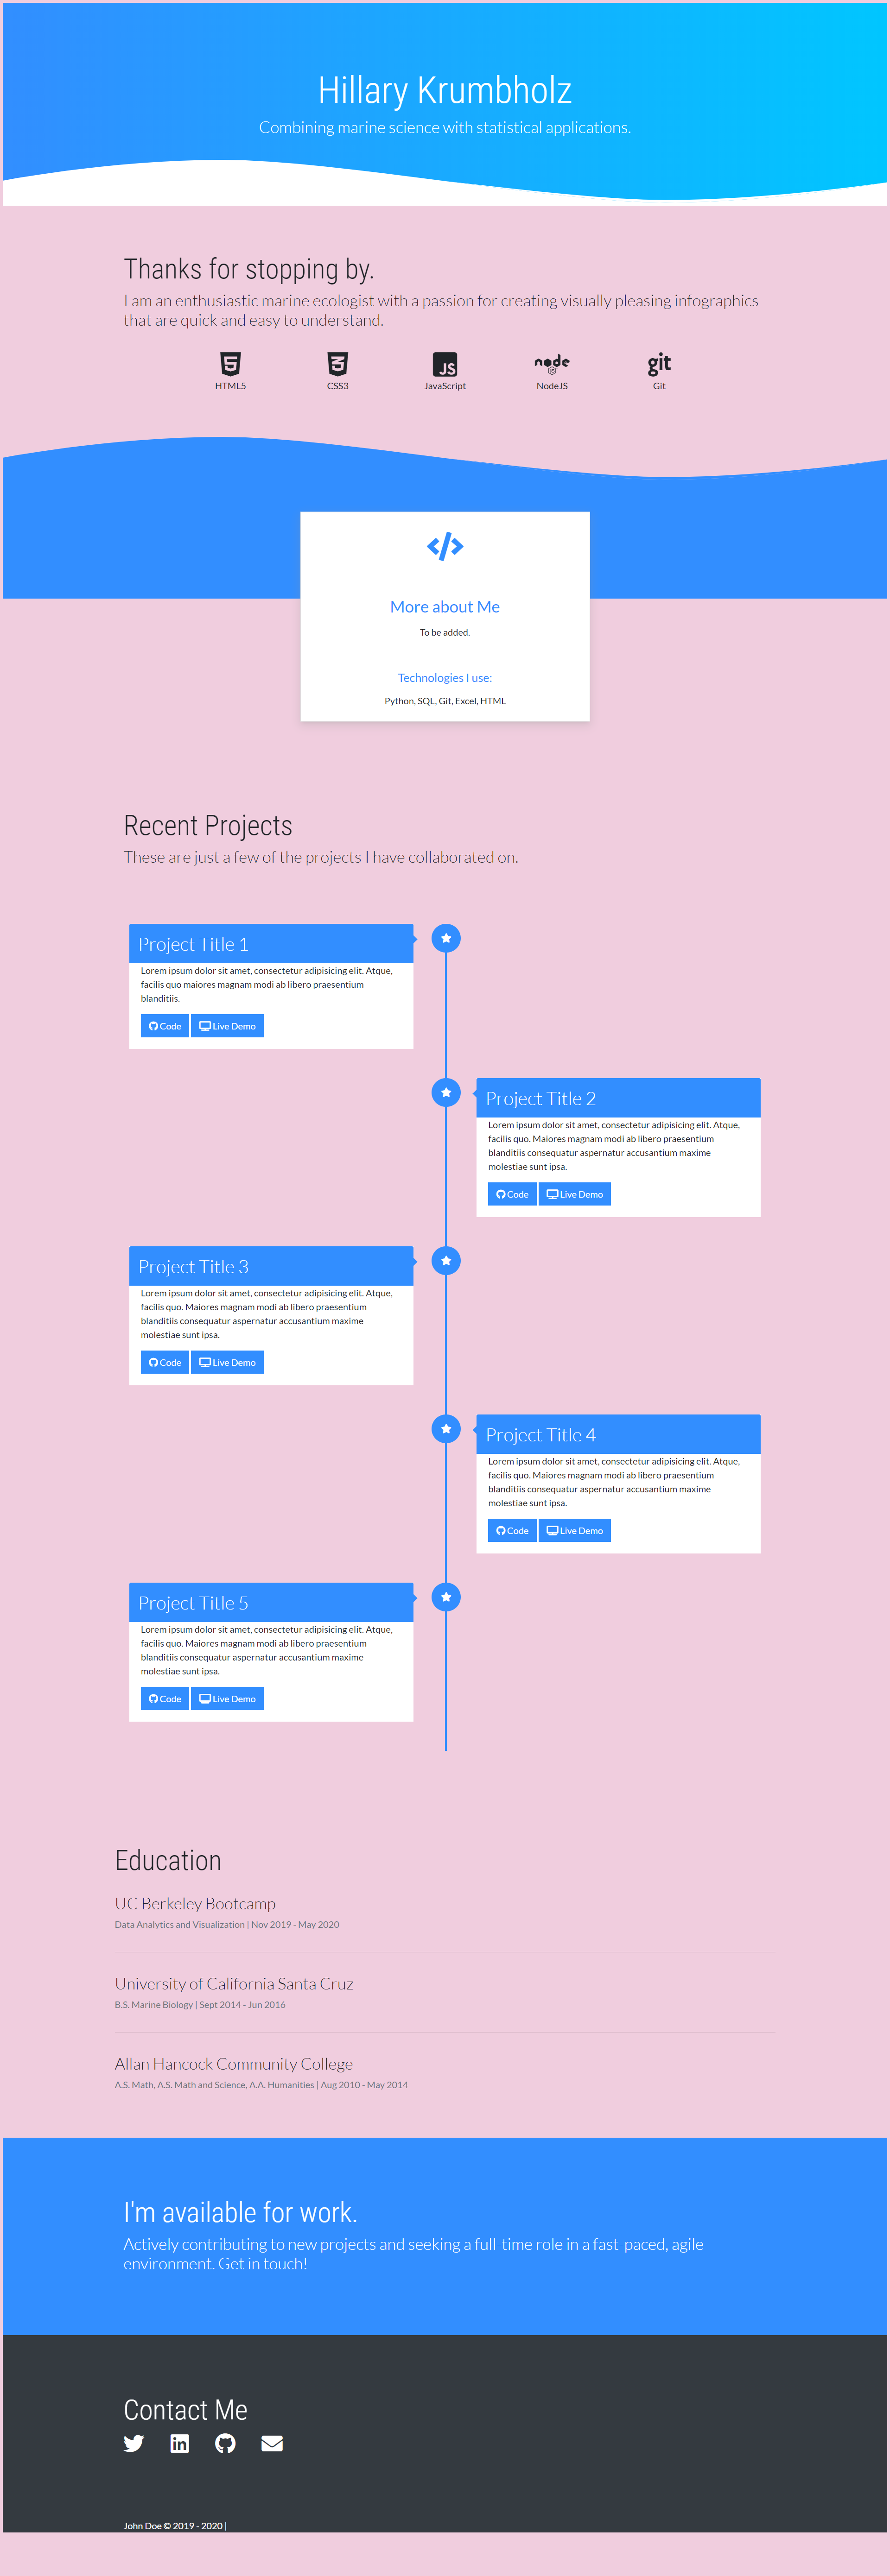 Hillary Krumbholz
Combining marine science with statistical applications.
Thanks for stopping by.
I am an enthusiastic marine ecologist with a passion for creating visually pleasing infographics
that are quick and easy to understand.
HTML5
CSS3
JS
JavaScript
node
JS
NodeJS
git
Git
More about Me
To be added.
Technologies I use:
Python, SQL, Git, Excel, HTML
Recent Projects
These are just a few of the projects I have collaborated on.
Project Title 1
Lorem ipsum dolor sit amet, consectetur adipisicing elit. Atque,
facilis quo maiores magnam modi ab libero praesentium
blanditiis.
Code Live Demo
Project Title 2
Lorem ipsum dolor sit amet, consectetur adipisicing elit. Atque,
facilis quo. Maiores magnam modi ab libero praesentium
blanditiis consequatur aspernatur accusantium maxime
molestiae sunt ipsa.
Code Live Demo
Project Title 3
Lorem ipsum dolor sit amet, consectetur adipisicing elit. Atque,
facilis quo. Maiores magnam modi ab libero praesentium
blanditiis consequatur aspernatur accusantium maxime
molestiae sunt ipsa.
Code Live Demo
Project Title 4
Lorem ipsum dolor sit amet, consectetur adipisicing elit. Atque,
facilis quo. Maiores magnam modi ab libero praesentium
blanditiis consequatur aspernatur accusantium maxime
molestiae sunt ipsa.
Code Live Demo
Project Title 5
Lorem ipsum dolor sit amet, consectetur adipisicing elit. Atque,
facilis quo. Maiores magnam modi ab libero praesentium
blanditiis consequatur aspernatur accusantium maxime
molestiae sunt ipsa.
Code Live Demo
Education
UC Berkeley Bootcamp
Data Analytics and Visualization | Nov 2019 - May 2020
University of California Santa Cruz
B.S. Marine Biology | Sept 2014 - Jun 2016
Allan Hancock Community College
A.S. Math, A.S. Math and Science, A.A. Humanities | Aug 2010 - May 2014
I'm available for work.
Actively contributing to new projects and seeking a full-time role in a fast-paced, agile
environment. Get in touch!
Contact Me
in
John Doe © 2019 - 2020 |